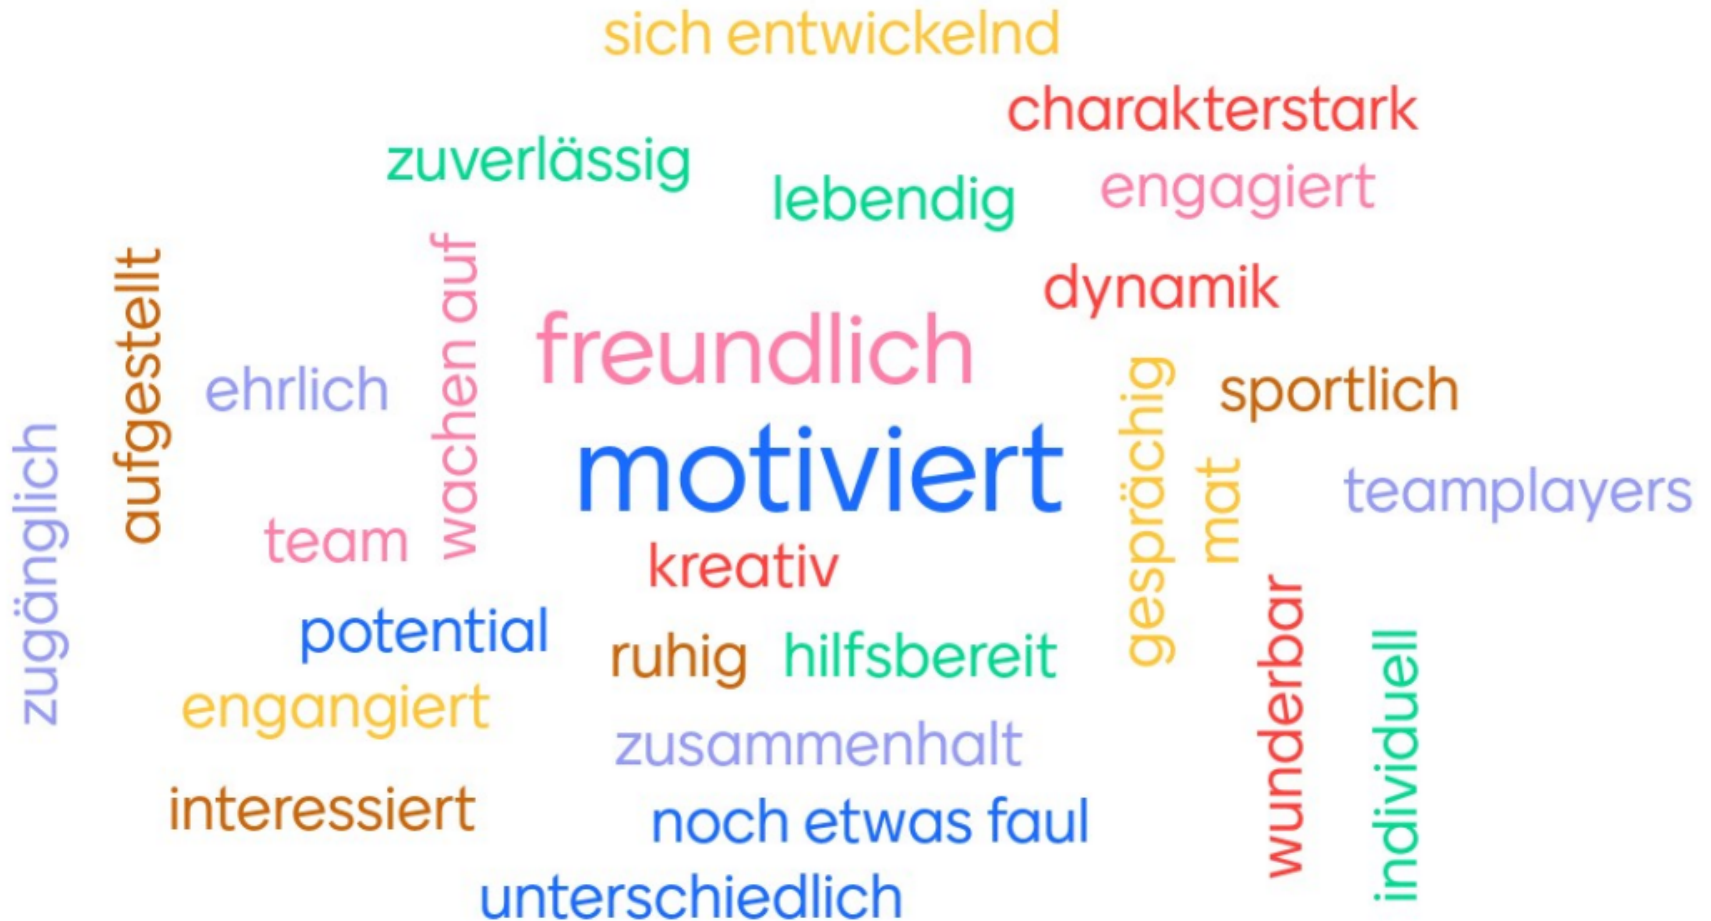 sich entwickelnd
charakterstark
zuverlässig
lebendig
engagiert
aufgestellt
wachen auf
dynamik
freundlich
ehrlich
gesprächig
sportlich
zugänglich
motiviert
mat
teamplayers
team
kreativ
potential
ruhig
hilfsbereit
wunderbar
individuell
engangiert
zusammenhalt
interessiert
noch etwas faul
unterschiedlich